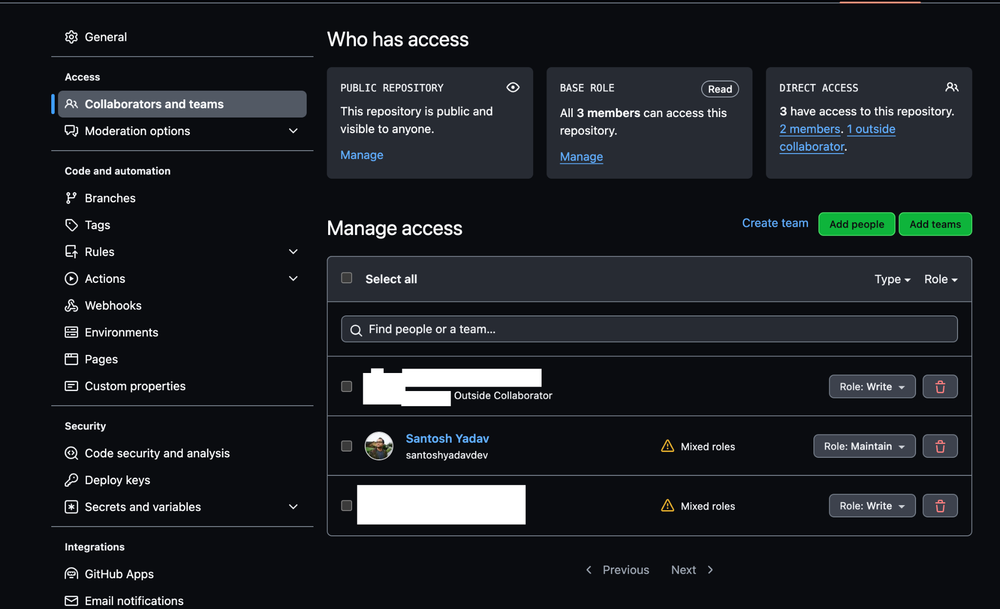 General
Access
Collaborators and teams
Moderation options
Code and automation
Branches
Tags
Rules
Actions
Webhooks
Environments
Pages
Custom properties
Security
Code security and analysis
Deploy keys
Secrets and variables
Integrations
GitHub Apps
Email notifications
Who has access
PUBLIC REPOSITORY
This repository is public and
visible to anyone.
Manage
BASE ROLE
Read
All 3 members can access this
repository.
Manage
DIRECT ACCESS
3 have access to this repository.
2 members. 1 outside
collaborator.
Manage access
Create team
Add people
Add teams
Select all
Type
Role
Find people or a team...
Outside Collaborator
Role: Write
Santosh Yadav
santoshyadavdev
Mixed roles
Role: Maintain
Mixed roles
Role: Write
Previous
Next